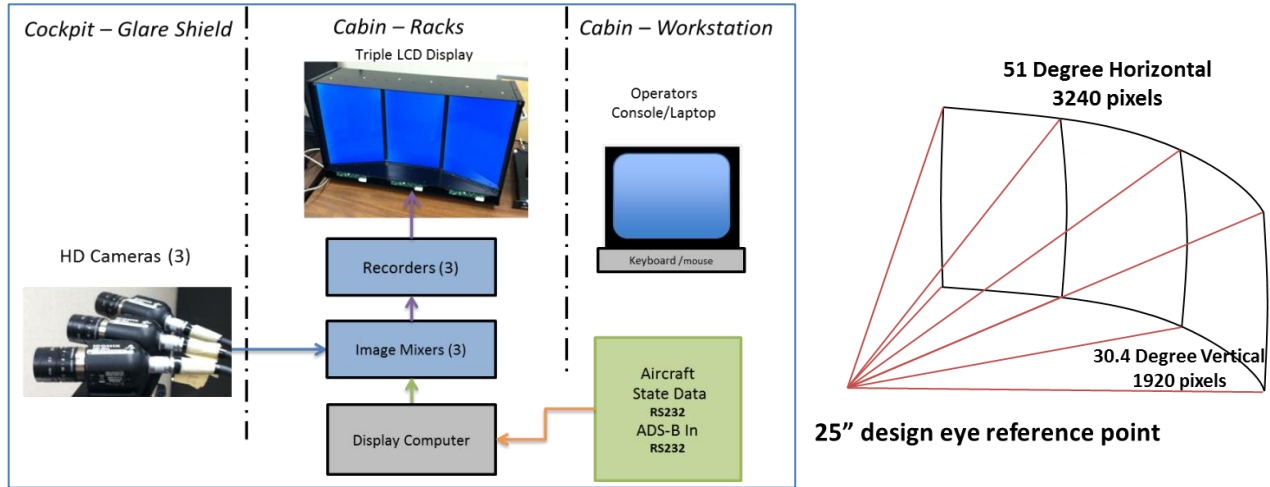 Cockpit – Glare Shield
Cabin – Racks
Cabin – Workstation
Triple LCD Display
Operators
Console/Laptop
Keyboard /mouse
HD Cameras (3)
Recorders (3)
Image Mixers (3)
Display Computer
Aircraft
State Data
RS232
ADS-B In
RS232
51 Degree Horizontal
3240 pixels
30.4 Degree Vertical
1920 pixels
25” design eye reference point